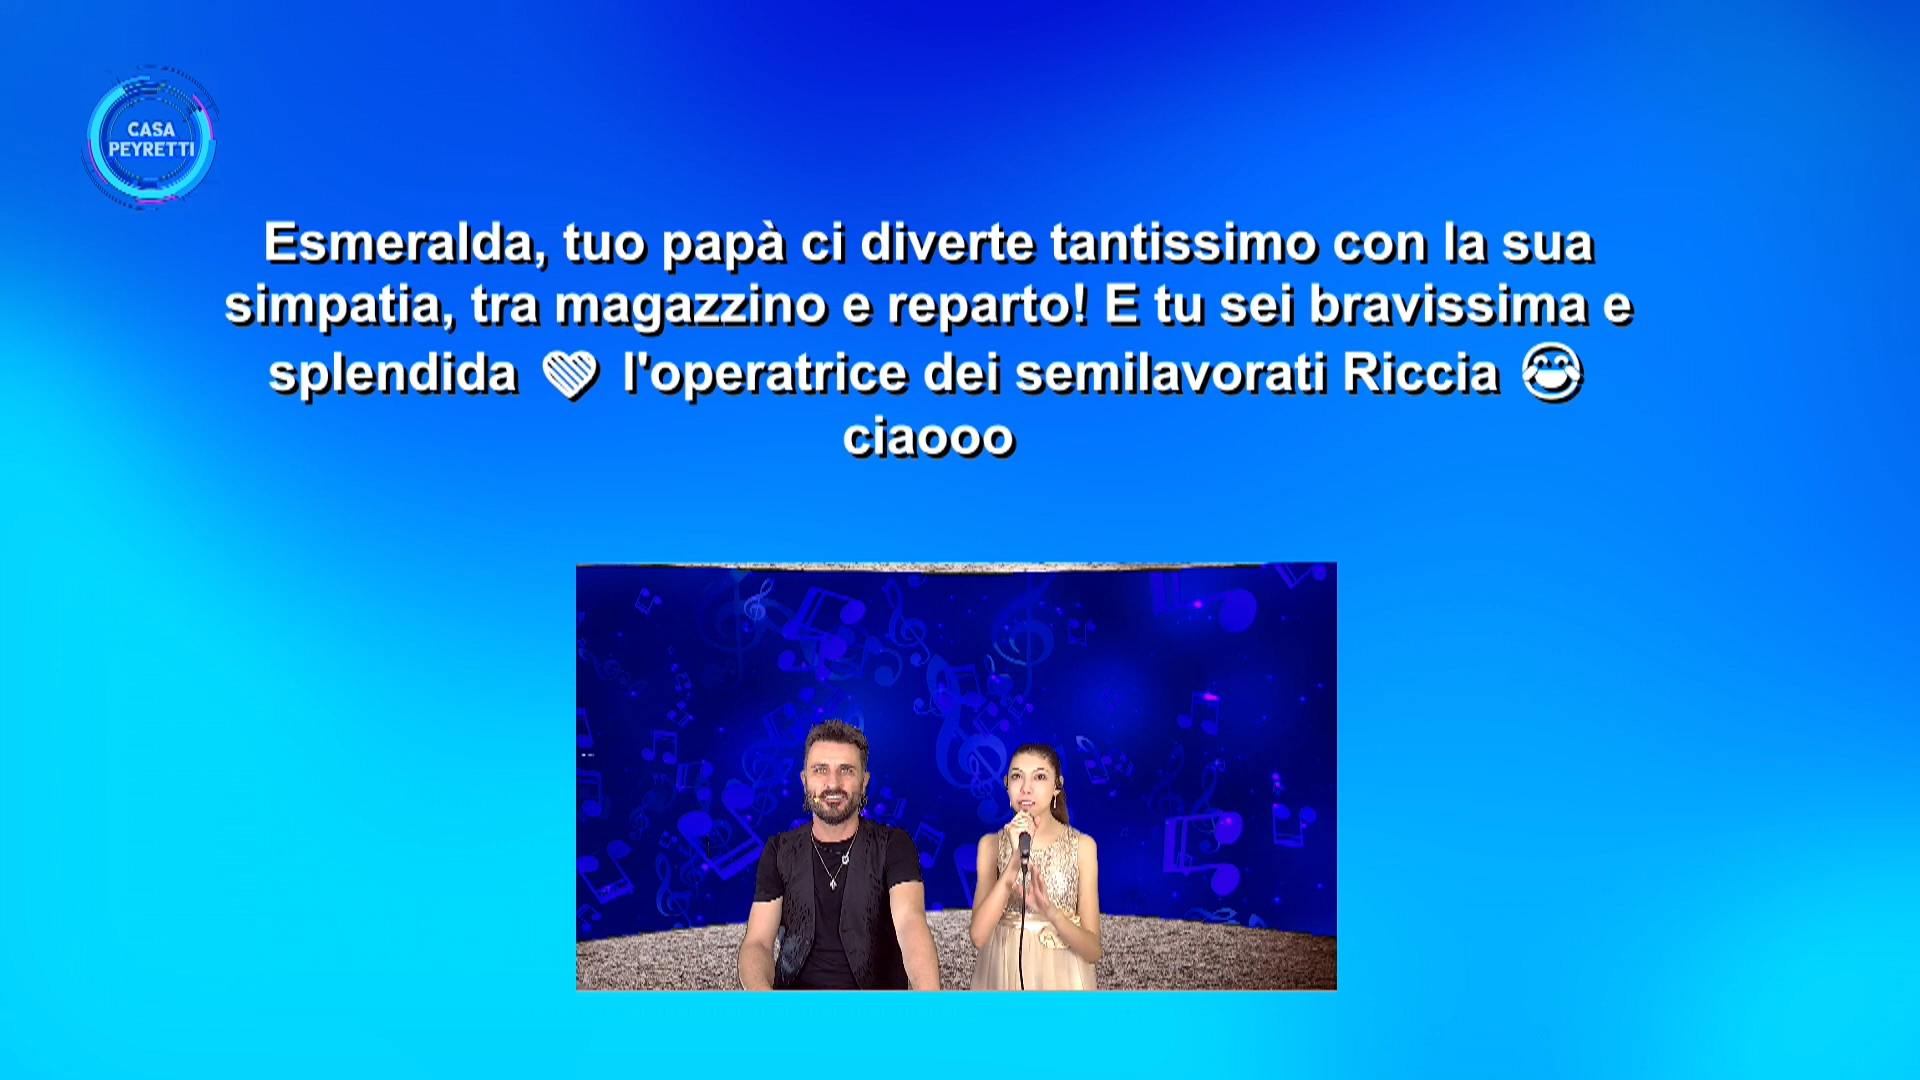 CASA
PEYRETTI
Esmeralda, tuo papà ci diverte tantissimo con la sua
simpatia, tra magazzino e reparto! E tu sei bravissima e
splendida 💜 l'operatrice dei semilavorati Riccia 😂
ciaooo